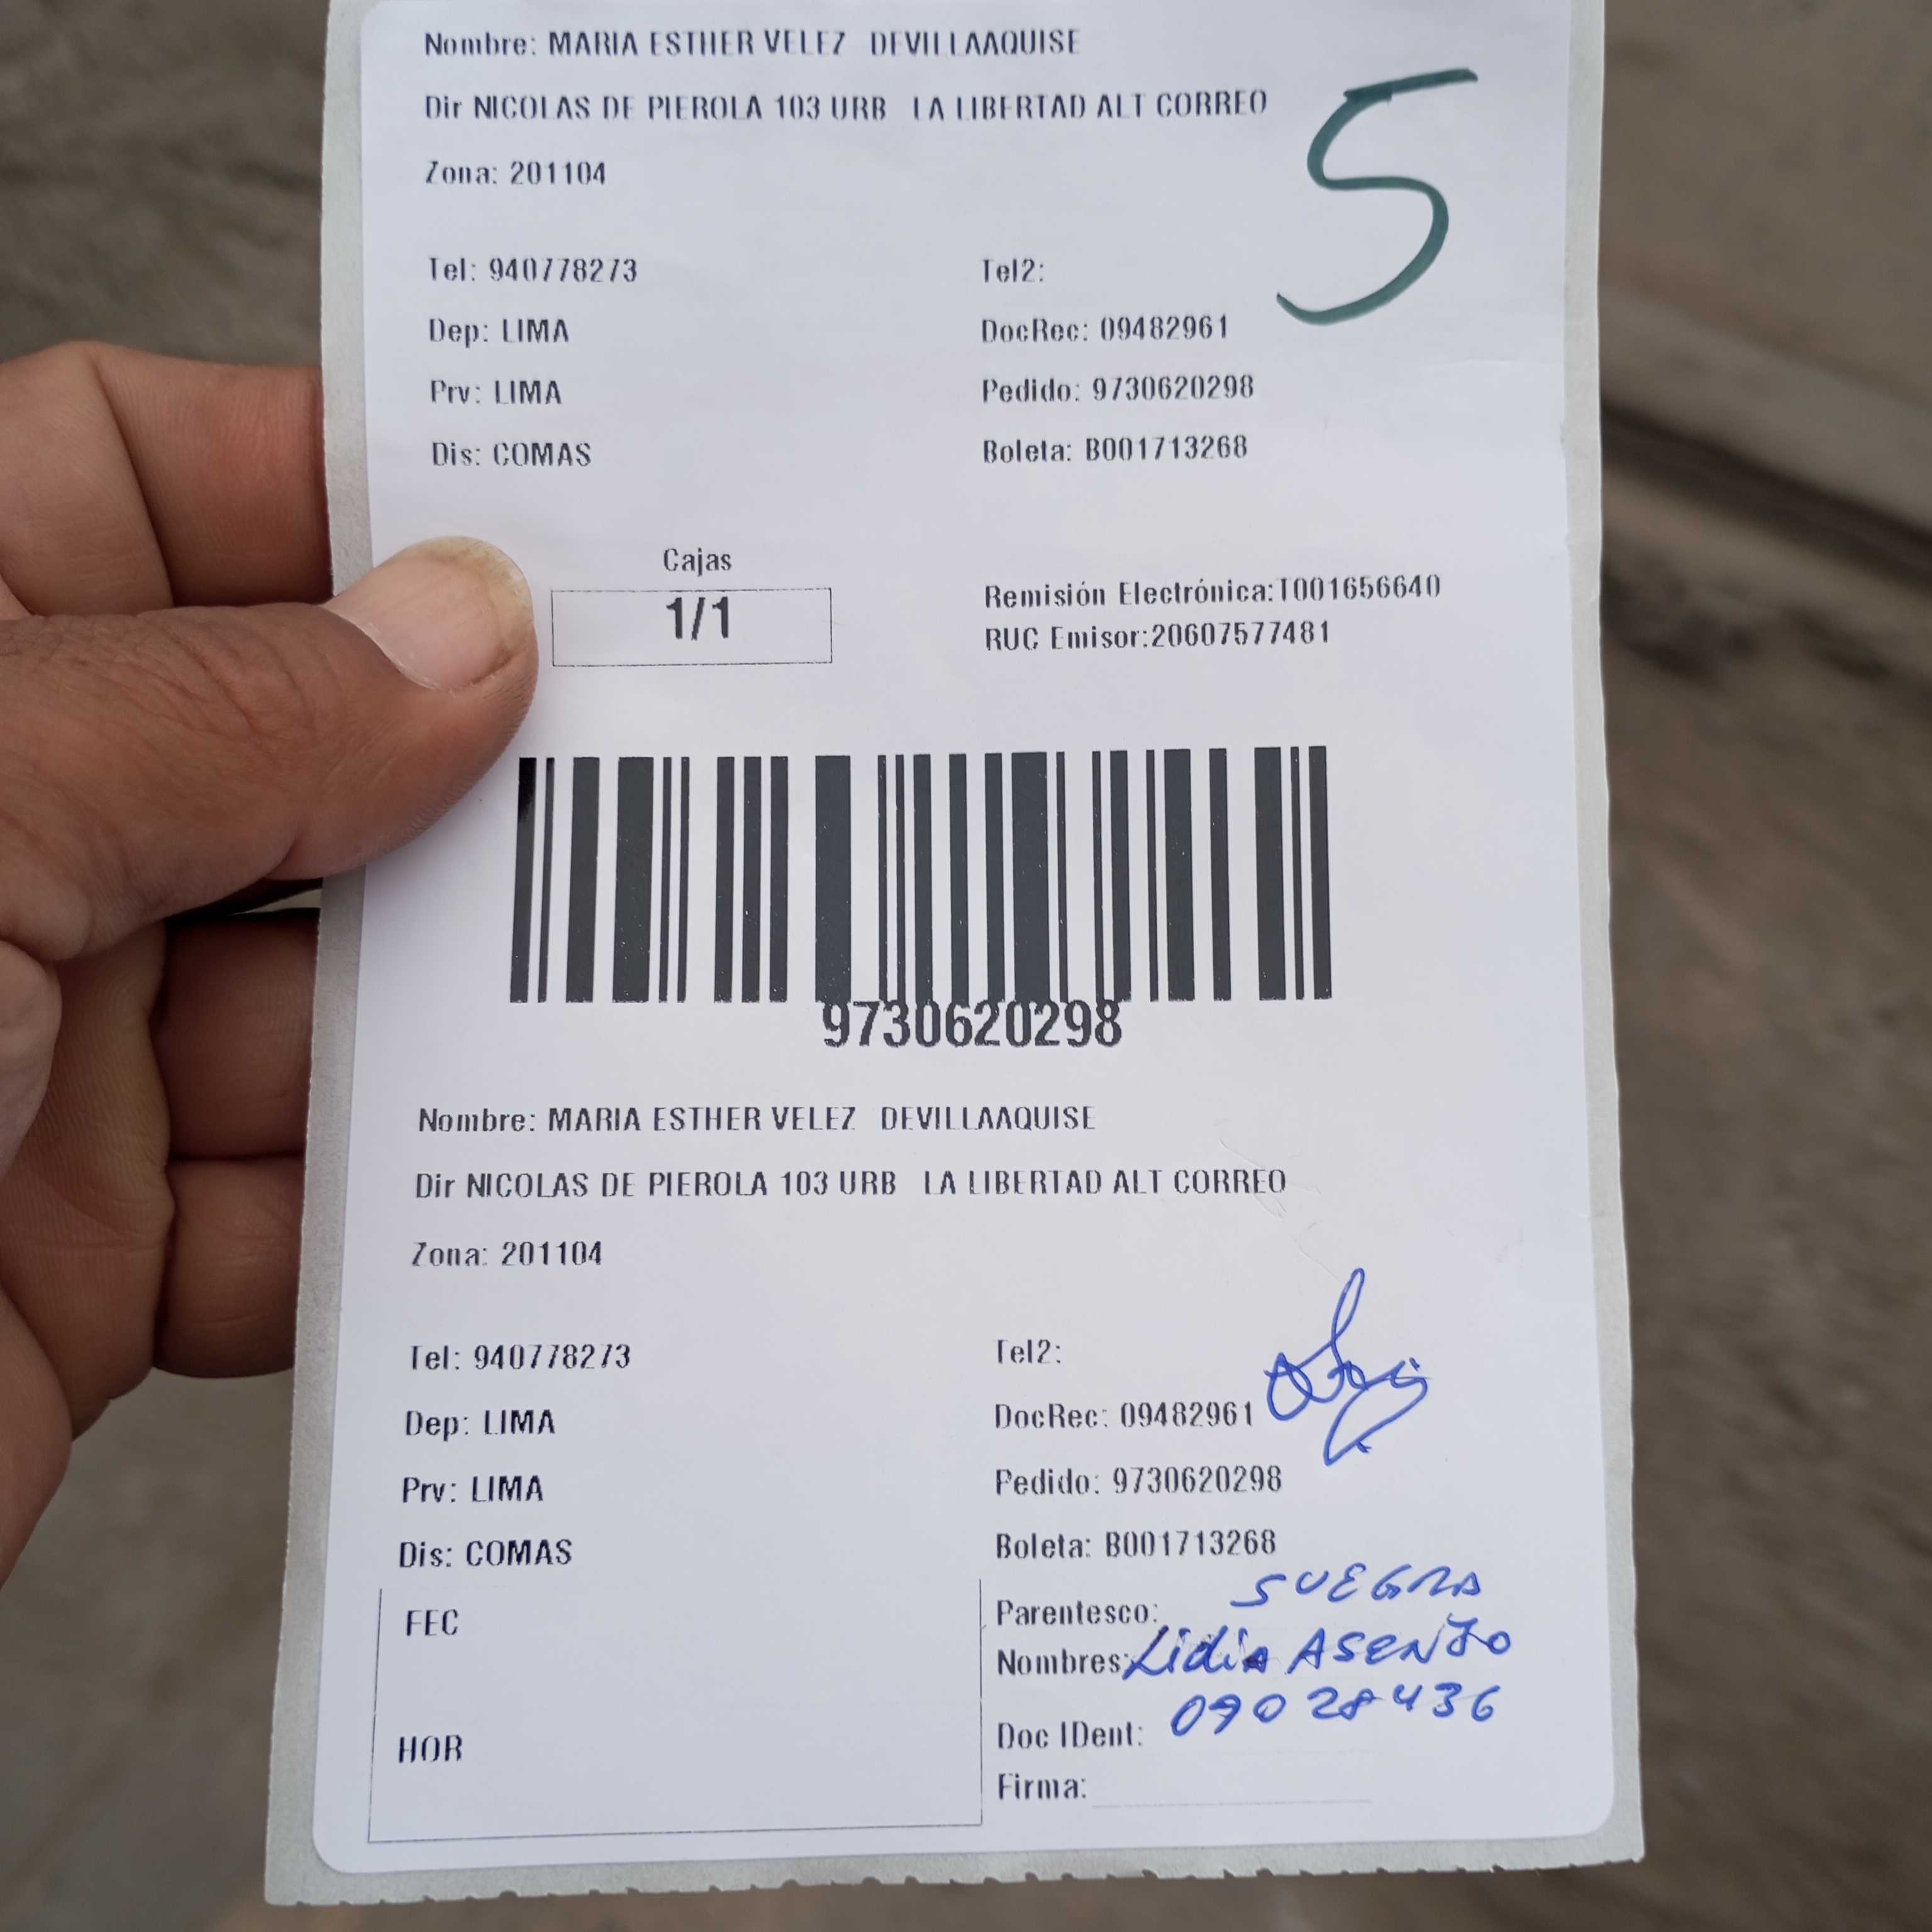 Nombre: MARIA ESTHER VELEZ DEVILLAAQUISE
Dir NICOLAS DE PIEROLA 103 URB LA LIBERTAD ALT CORREO
5
Zona: 201104
Tel: 940778273
Tel2:
Dep: LIMA
DocRec: 09482961
Prv: LIMA
Pedido: 9730620298
Dis: COMAS
Boleta: B001713268
Cajas
1/1
Remisión Electrónica:T001656640
RUC Emisor:20607577481
9730620298
Nombre: MARIA ESTHER VELEZ DEVILLAAQUISE
Dir NICOLAS DE PIEROLA 103 URB LA LIBERTAD ALT CORREO
Zona: 201104
Tel: 940778273
Tel2:
Dep: LIMA
DocRec: 09482961
Prv: LIMA
Pedido: 9730620298
Dis: COMAS
Boleta: B001713268
FEC
HOR
Parentesco: SUEGRA
Nombres: Lidia ASENJO
Doc IDent: 09028436
Firma: